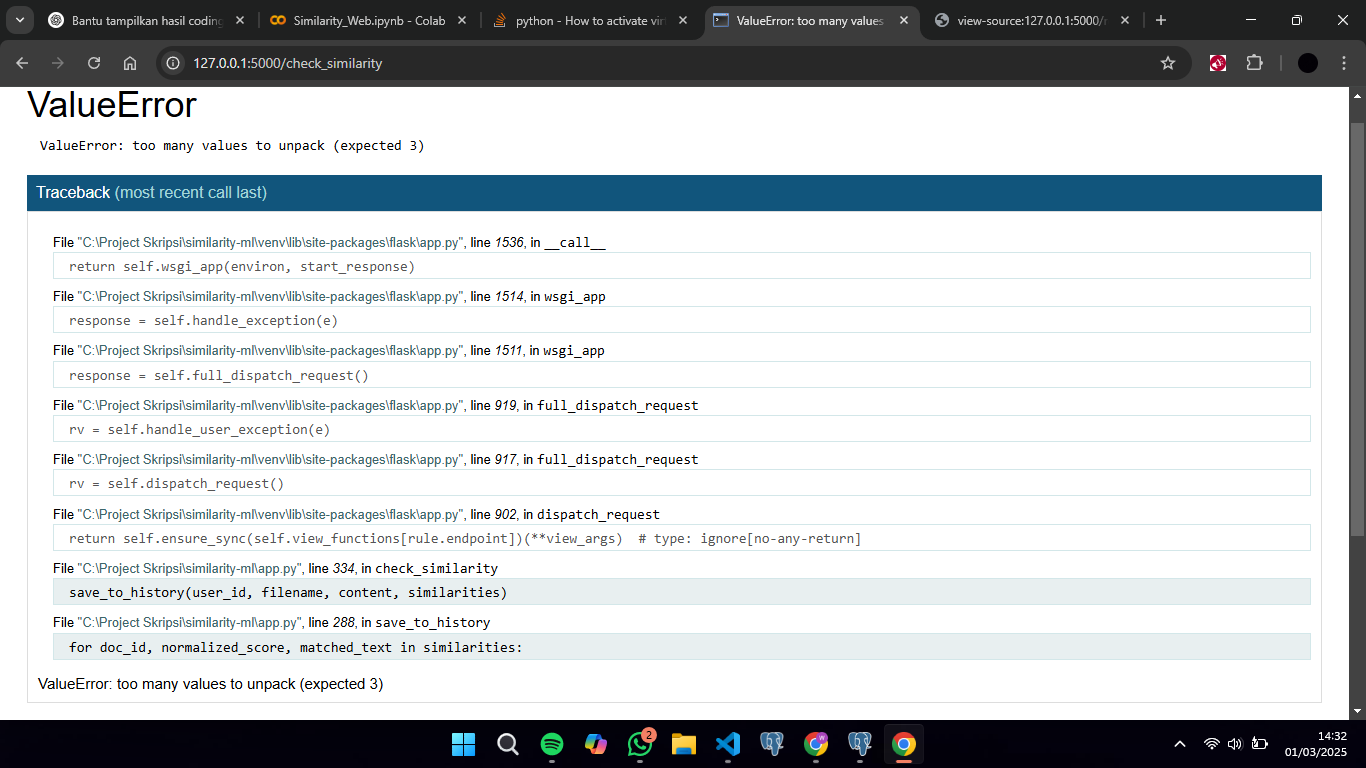 Bantu tampilkan hasil coding
Similarity_Web.ipynb - Colab
python - How to activate vir
ValueError: too many values
view-source:127.0.0.1:5000/r
127.0.0.1:5000/check_similarity
ValueError
ValueError: too many values to unpack (expected 3)
Traceback (most recent call last)
File "C:\Project Skripsi\similarity-ml\venv\lib\site-packages\flask\app.py", line 1536, in __call__
return self.wsgi_app(environ, start_response)
File "C:\Project Skripsi\similarity-ml\venv\lib\site-packages\flask\app.py", line 1514, in wsgi_app
response = self.handle_exception(e)
File "C:\Project Skripsi\similarity-ml\venv\lib\site-packages\flask\app.py", line 1511, in wsgi_app
response = self.full_dispatch_request()
File "C:\Project Skripsi\similarity-ml\venv\lib\site-packages\flask\app.py", line 919, in full_dispatch_request
rv = self.handle_user_exception(e)
File "C:\Project Skripsi\similarity-ml\venv\lib\site-packages\flask\app.py", line 917, in full_dispatch_request
rv = self.dispatch_request()
File "C:\Project Skripsi\similarity-ml\venv\lib\site-packages\flask\app.py", line 902, in dispatch_request
return self.ensure_sync(self.view_functions[rule.endpoint])(**view_args)  # type: ignore[no-any-return]
File "C:\Project Skripsi\similarity-ml\app.py", line 334, in check_similarity
save_to_history(user_id, filename, content, similarities)
File "C:\Project Skripsi\similarity-ml\app.py", line 288, in save_to_history
for doc_id, normalized_score, matched_text in similarities:
ValueError: too many values to unpack (expected 3)
2
14:32
01/03/2025